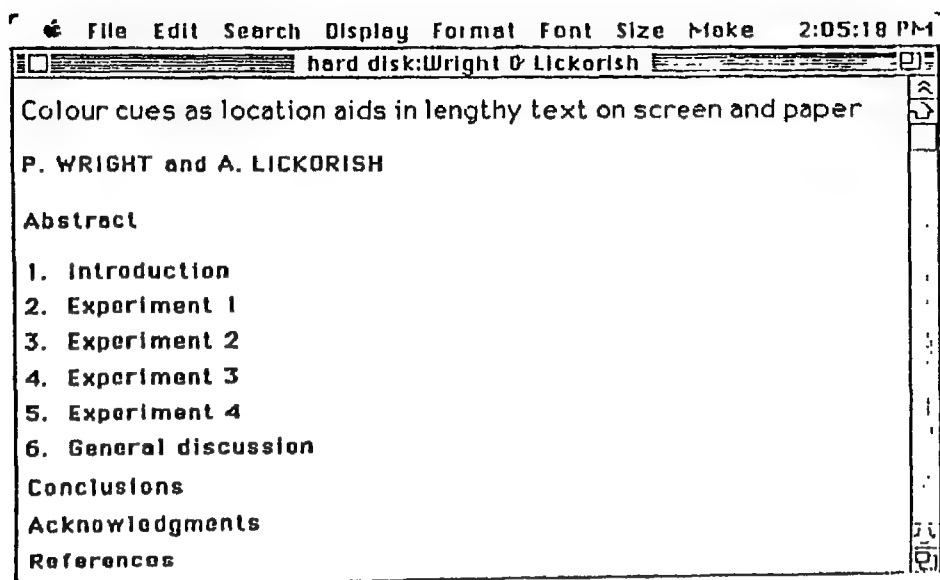 File Edit Search Display Format Font Size Make 2:05:18 PM
hard disk:Wright & Lickorish
Colour cues as location aids in lengthy text on screen and paper
P. WRIGHT and A. LICKORISH
Abstract
1. Introduction
2. Experiment 1
3. Experiment 2
4. Experiment 3
5. Experiment 4
6. General discussion
Conclusions
Acknowledgments
References